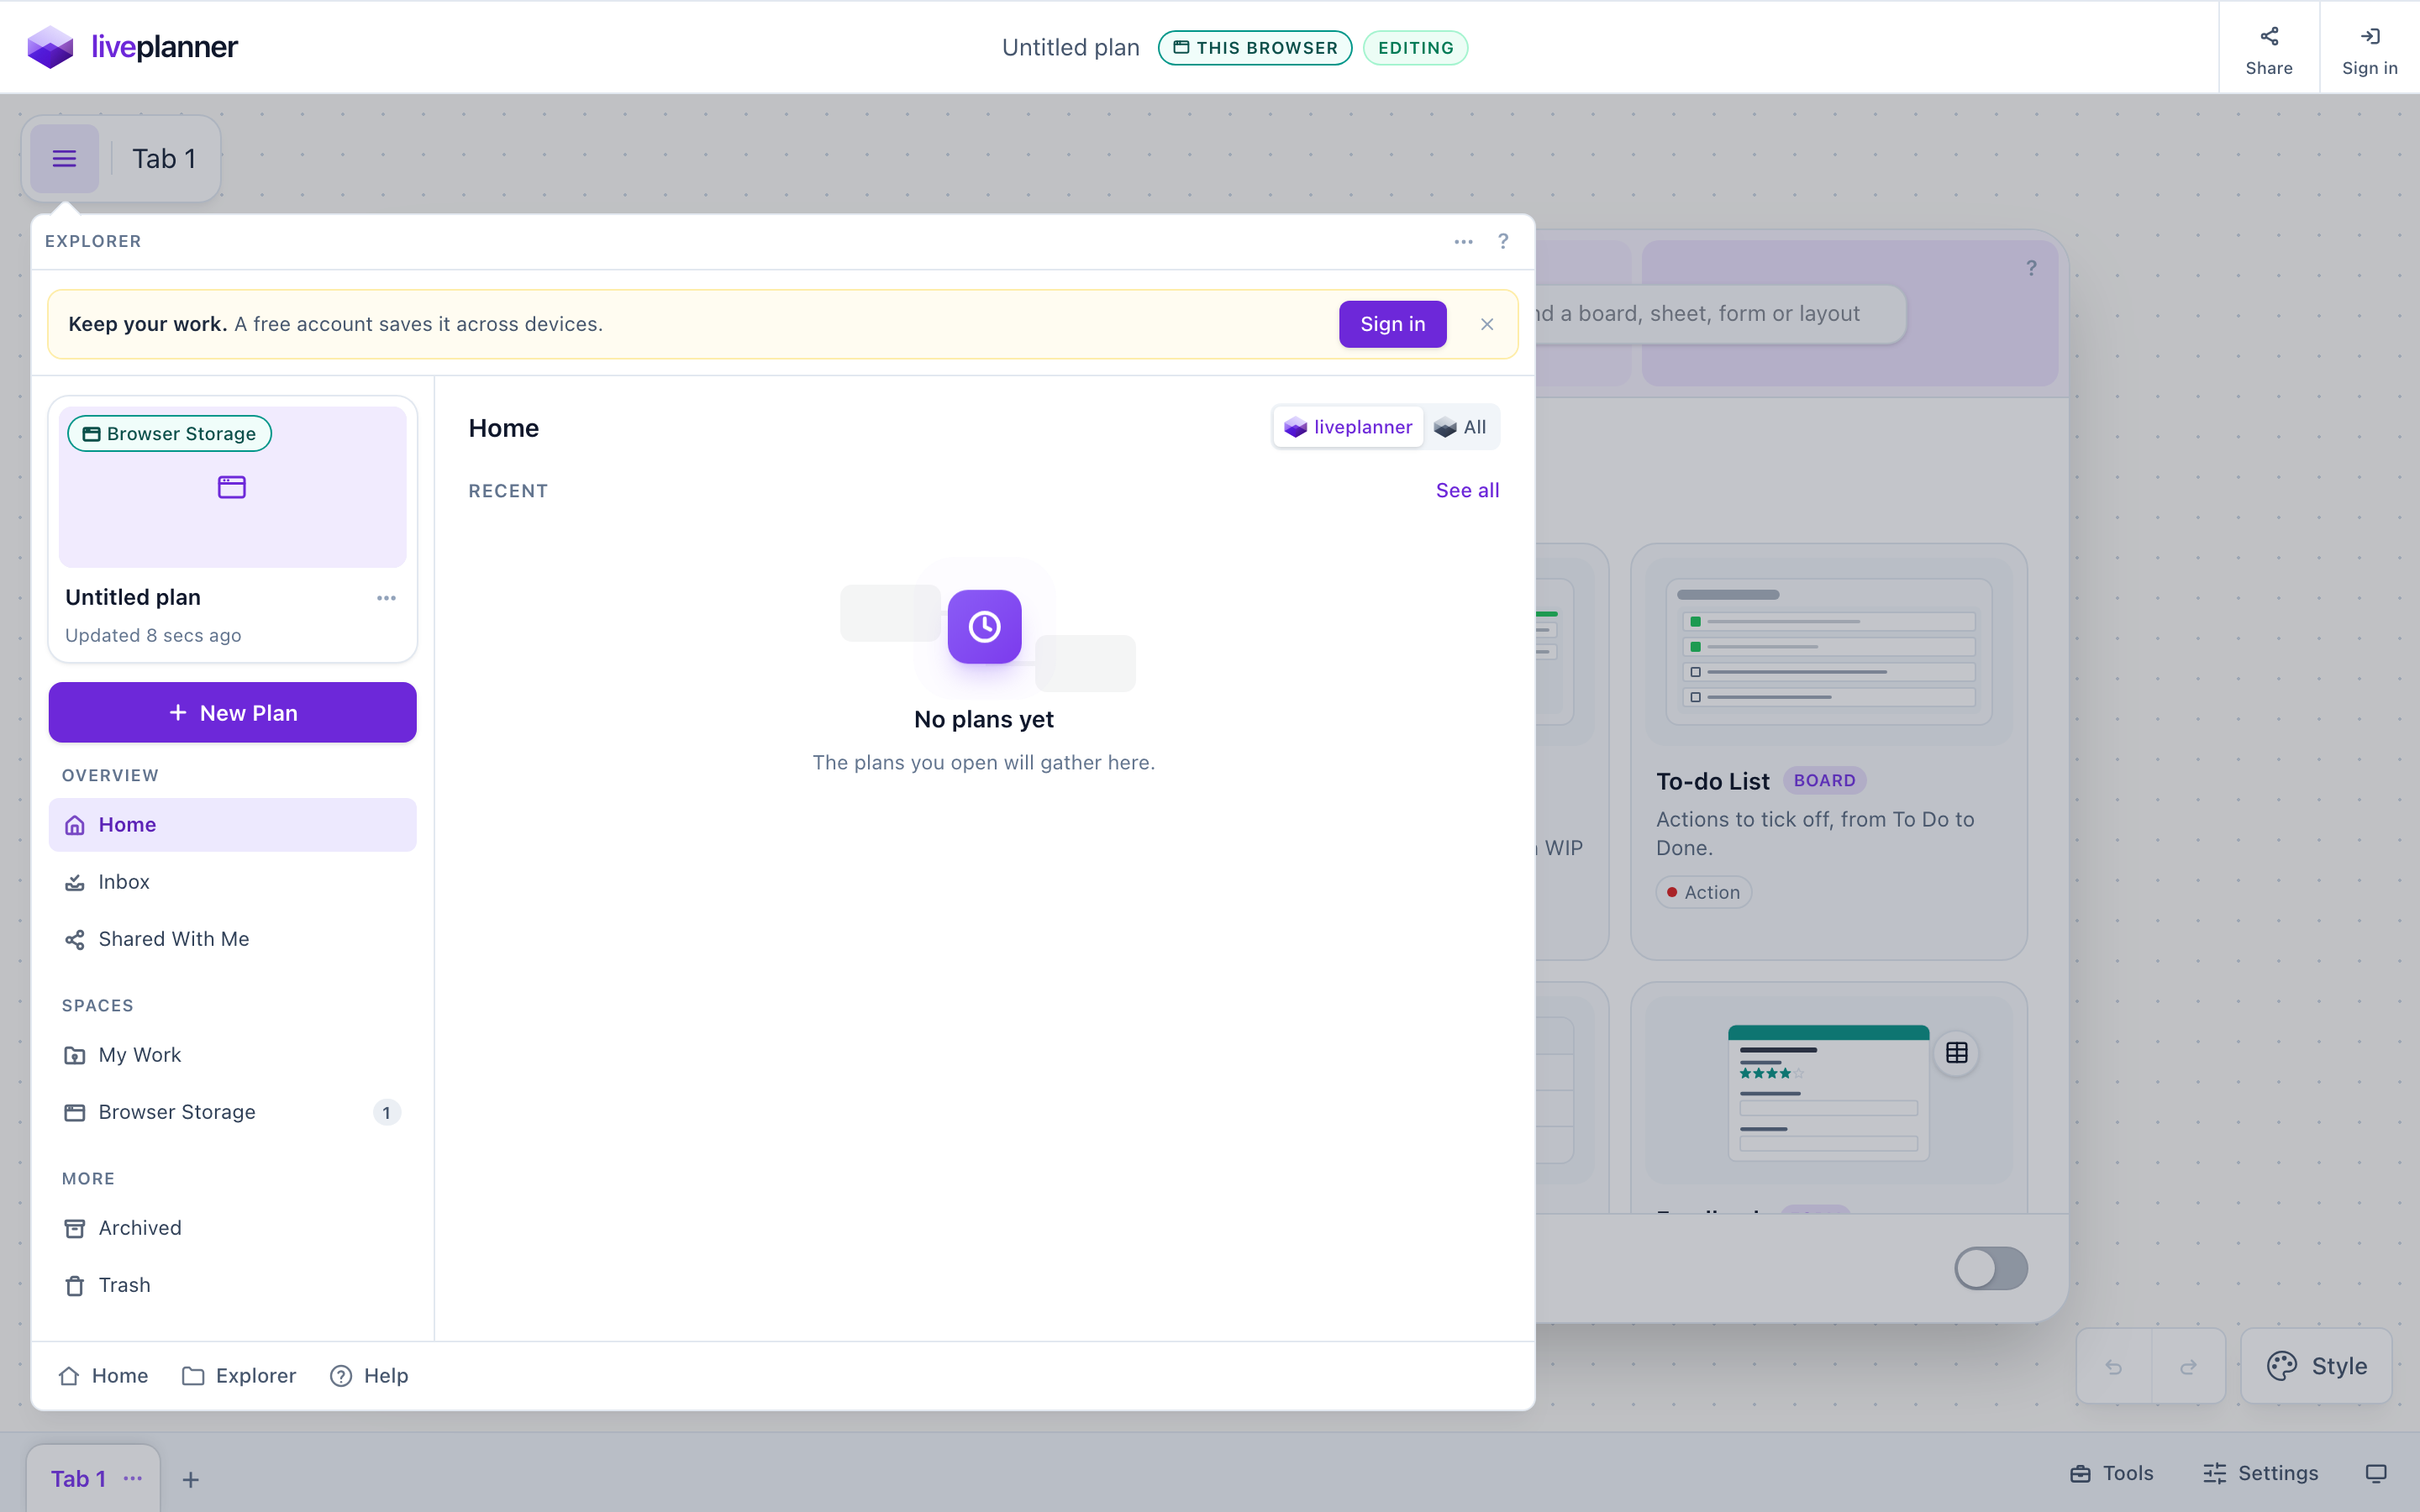 liveplanner
Untitled plan
THIS BROWSER
EDITING
Share
Sign in
Tab 1
EXPLORER
?
Keep your work. A free account saves it across devices.
Sign in
?
a board, sheet, form or layout
Browser Storage
Home
liveplanner
All
RECENT
See all
Untitled plan
Updated 8 secs ago
New Plan
No plans yet
The plans you open will gather here.
OVERVIEW
Home
Inbox
Shared With Me
SPACES
My Work
Browser Storage
1
MORE
Archived
Trash
To-do List
BOARD
WIP
Actions to tick off, from To Do to
Done.
Action
Home
Explorer
Help
Style
Tab 1
Tools
Settings